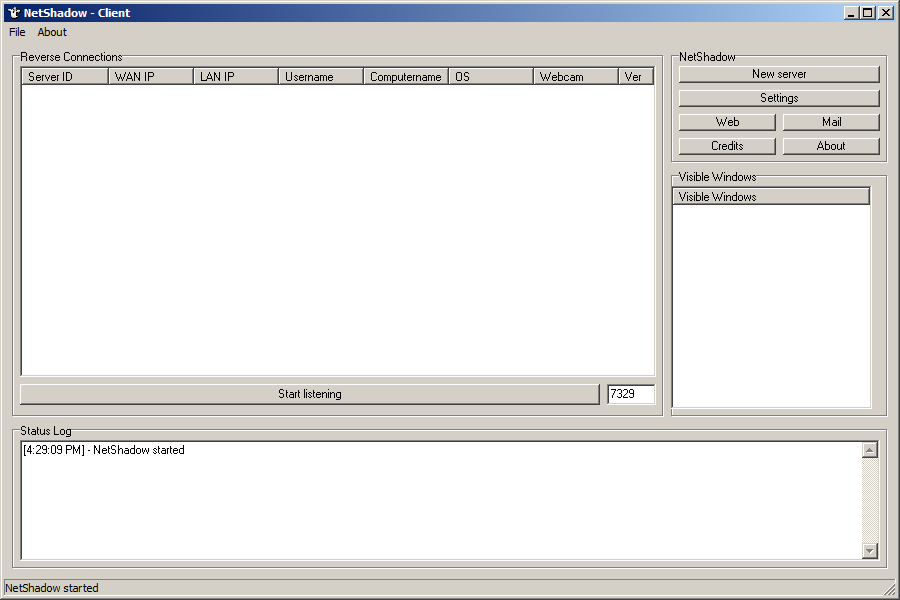 NetShadow - Client
File About
Reverse Connections
Server ID WAN IP LAN IP Username Computername OS Webcam Ver
Start listening 7329
NetShadow
New server
Settings
Web Mail
Credits About
Visible Windows
Visible Windows
Status Log
[4:29:09 PM] - NetShadow started
NetShadow started